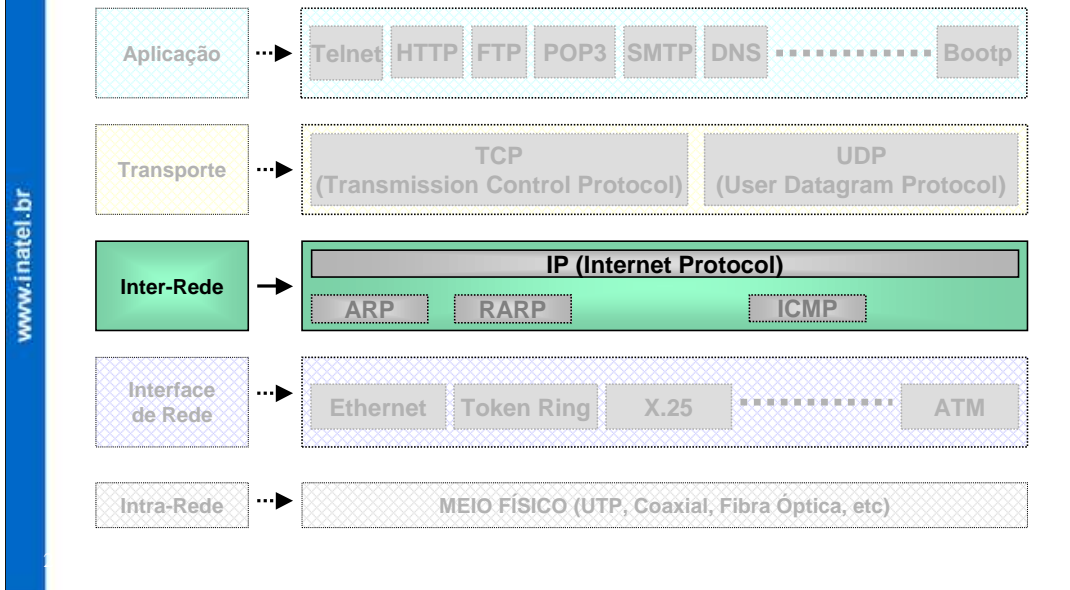 www.inatel.br
Aplicação
Telnet HTTP FTP POP3 SMTP DNS Bootp
Transporte
TCP
(Transmission Control Protocol)
UDP
(User Datagram Protocol)
Inter-Rede
IP (Internet Protocol)
ARP RARP ICMP
Interface
de Rede
Ethernet Token Ring X.25 ATM
Intra-Rede
MEIO FÍSICO (UTP, Coaxial, Fibra Óptica, etc)